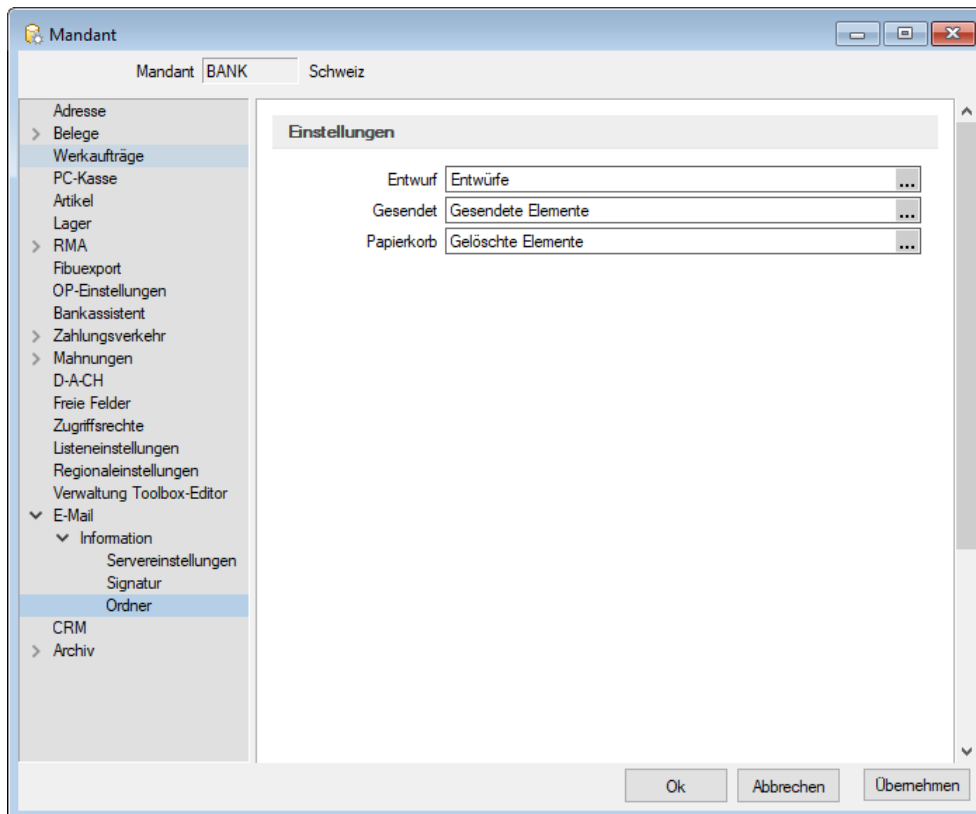 Mandant
Mandant BANK Schweiz
Adresse
Belege
Werkaufträge
PC-Kasse
Artikel
Lager
RMA
Fibuexport
OP-Einstellungen
Bankassistent
Zahlungsverkehr
Mahnungen
D-A-CH
Freie Felder
Zugriffsrechte
Listeneinstellungen
Regionaleinstellungen
Verwaltung Toolbox-Editor
E-Mail
Information
Servereinstellungen
Signatur
Ordner
CRM
Archiv
Einstellungen
Entwurf Entwürfe ...
Gesendet Gesendete Elemente ...
Papierkorb Gelöschte Elemente ...
Ok Abbrechen Übernehmen